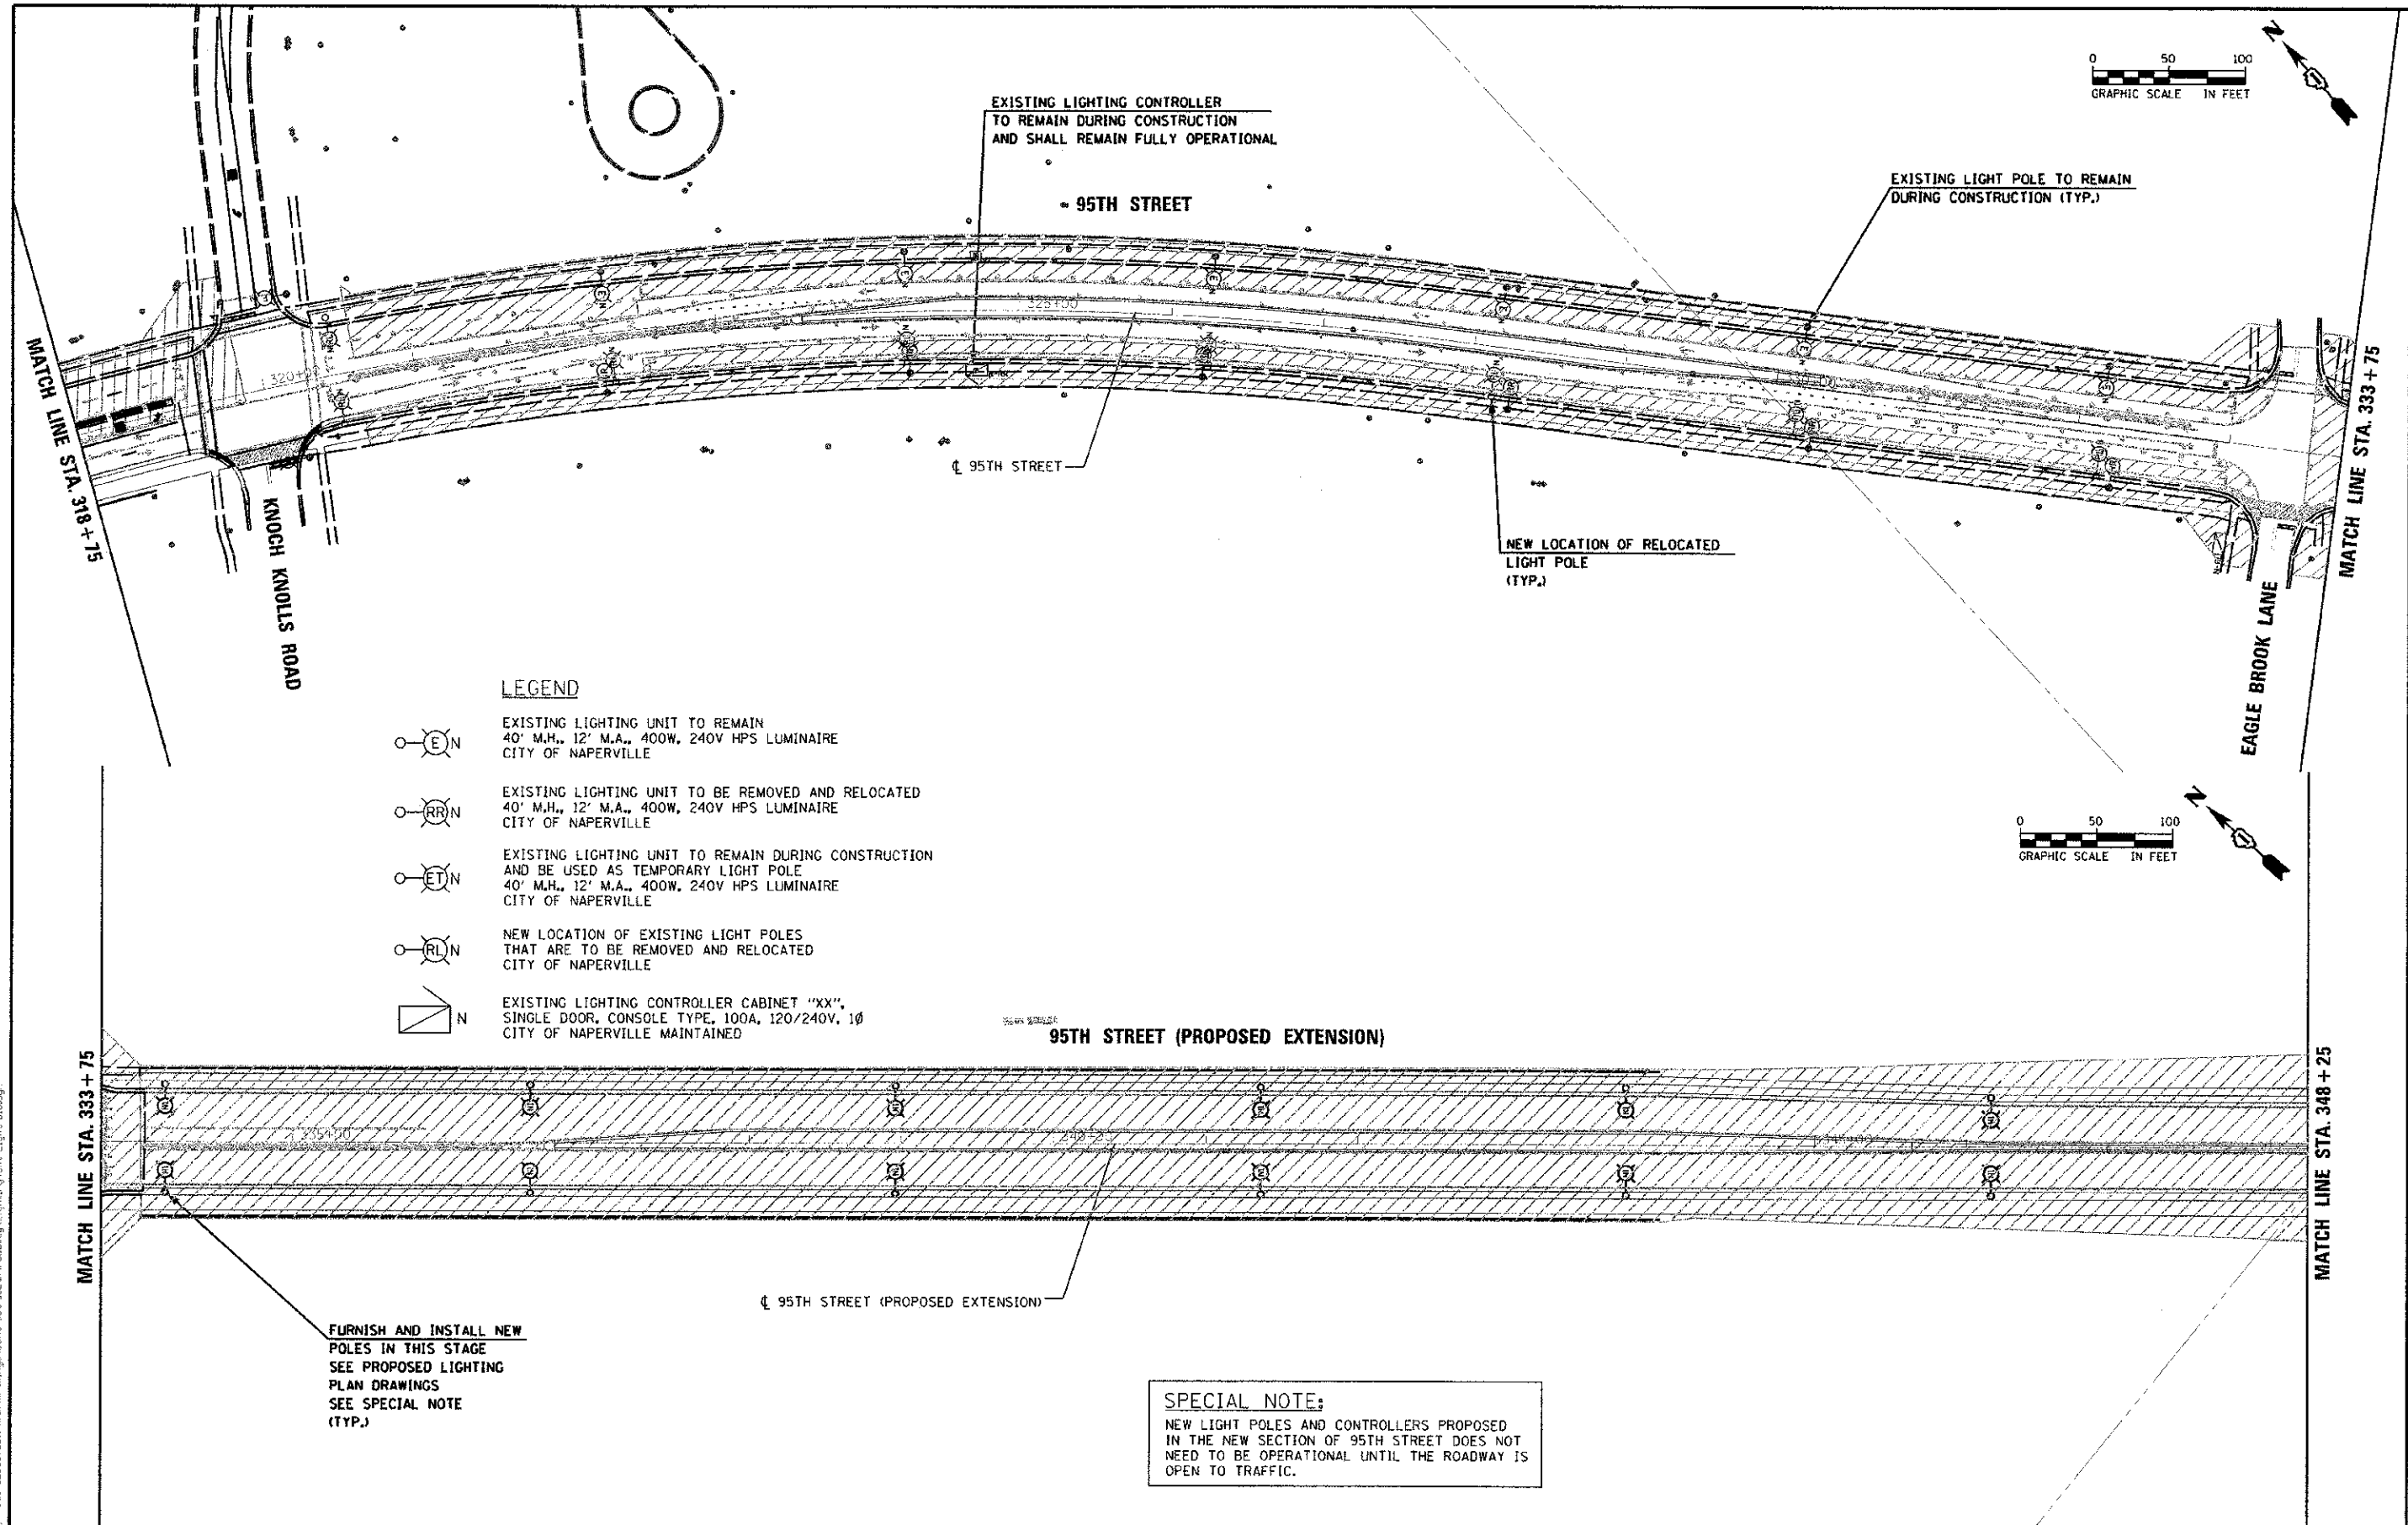 0 50 100
GRAPHIC SCALE IN FEET
N
EXISTING LIGHTING CONTROLLER
TO REMAIN DURING CONSTRUCTION
AND SHALL REMAIN FULLY OPERATIONAL
95TH STREET
EXISTING LIGHT POLE TO REMAIN
DURING CONSTRUCTION (TYP.)
MATCH LINE STA. 318+75
KNOCH KNOLLS ROAD
℄ 95TH STREET
NEW LOCATION OF RELOCATED
LIGHT POLE
(TYP.)
EAGLE BROOK LANE
MATCH LINE STA. 333+75
LEGEND
E N
EXISTING LIGHTING UNIT TO REMAIN
40' M.H., 12' M.A., 400W, 240V HPS LUMINAIRE
CITY OF NAPERVILLE
RR N
EXISTING LIGHTING UNIT TO BE REMOVED AND RELOCATED
40' M.H., 12' M.A., 400W, 240V HPS LUMINAIRE
CITY OF NAPERVILLE
ET N
EXISTING LIGHTING UNIT TO REMAIN DURING CONSTRUCTION
AND BE USED AS TEMPORARY LIGHT POLE
40' M.H., 12' M.A., 400W, 240V HPS LUMINAIRE
CITY OF NAPERVILLE
RL N
NEW LOCATION OF EXISTING LIGHT POLES
THAT ARE TO BE REMOVED AND RELOCATED
CITY OF NAPERVILLE
N
EXISTING LIGHTING CONTROLLER CABINET "XX",
SINGLE DOOR, CONSOLE TYPE, 100A, 120/240V, 1Ø
CITY OF NAPERVILLE MAINTAINED
0 50 100
GRAPHIC SCALE IN FEET
N
95TH STREET (PROPOSED EXTENSION)
MATCH LINE STA. 333+75
MATCH LINE STA. 348+25
℄ 95TH STREET (PROPOSED EXTENSION)
FURNISH AND INSTALL NEW
POLES IN THIS STAGE
SEE PROPOSED LIGHTING
PLAN DRAWINGS
SEE SPECIAL NOTE
(TYP.)
SPECIAL NOTE:
NEW LIGHT POLES AND CONTROLLERS PROPOSED
IN THE NEW SECTION OF 95TH STREET DOES NOT
NEED TO BE OPERATIONAL UNTIL THE ROADWAY IS
OPEN TO TRAFFIC.